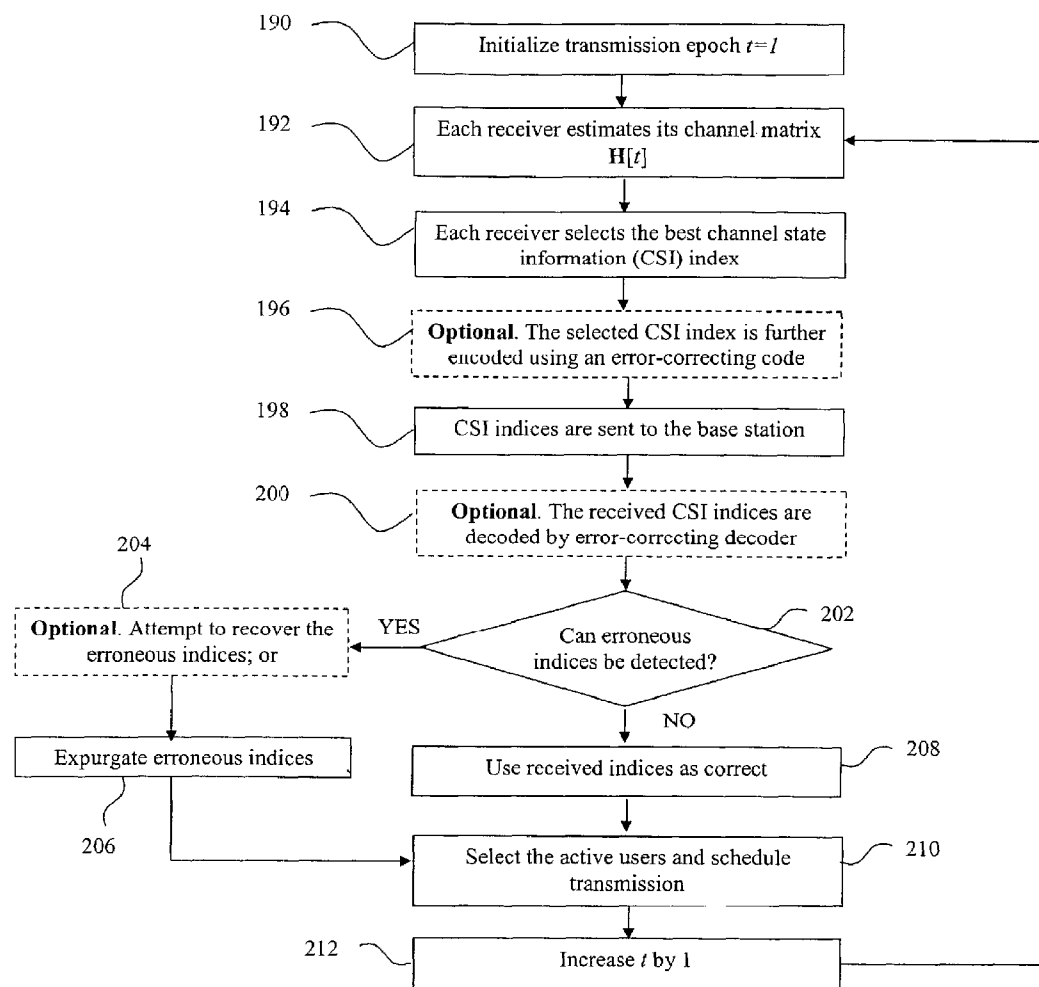 190
Initialize transmission epoch t=1
192
Each receiver estimates its channel matrix
H[t]
194
Each receiver selects the best channel state
information (CSI) index
196
Optional. The selected CSI index is further
encoded using an error-correcting code
198
CSI indices are sent to the base station
200
Optional. The received CSI indices are
decoded by error-correcting decoder
204
Optional. Attempt to recover the
erroneous indices; or
YES
202
Can erroneous
indices be detected?
NO
Expurgate erroneous indices
206
208
Use received indices as correct
210
Select the active users and schedule
transmission
212
Increase t by 1